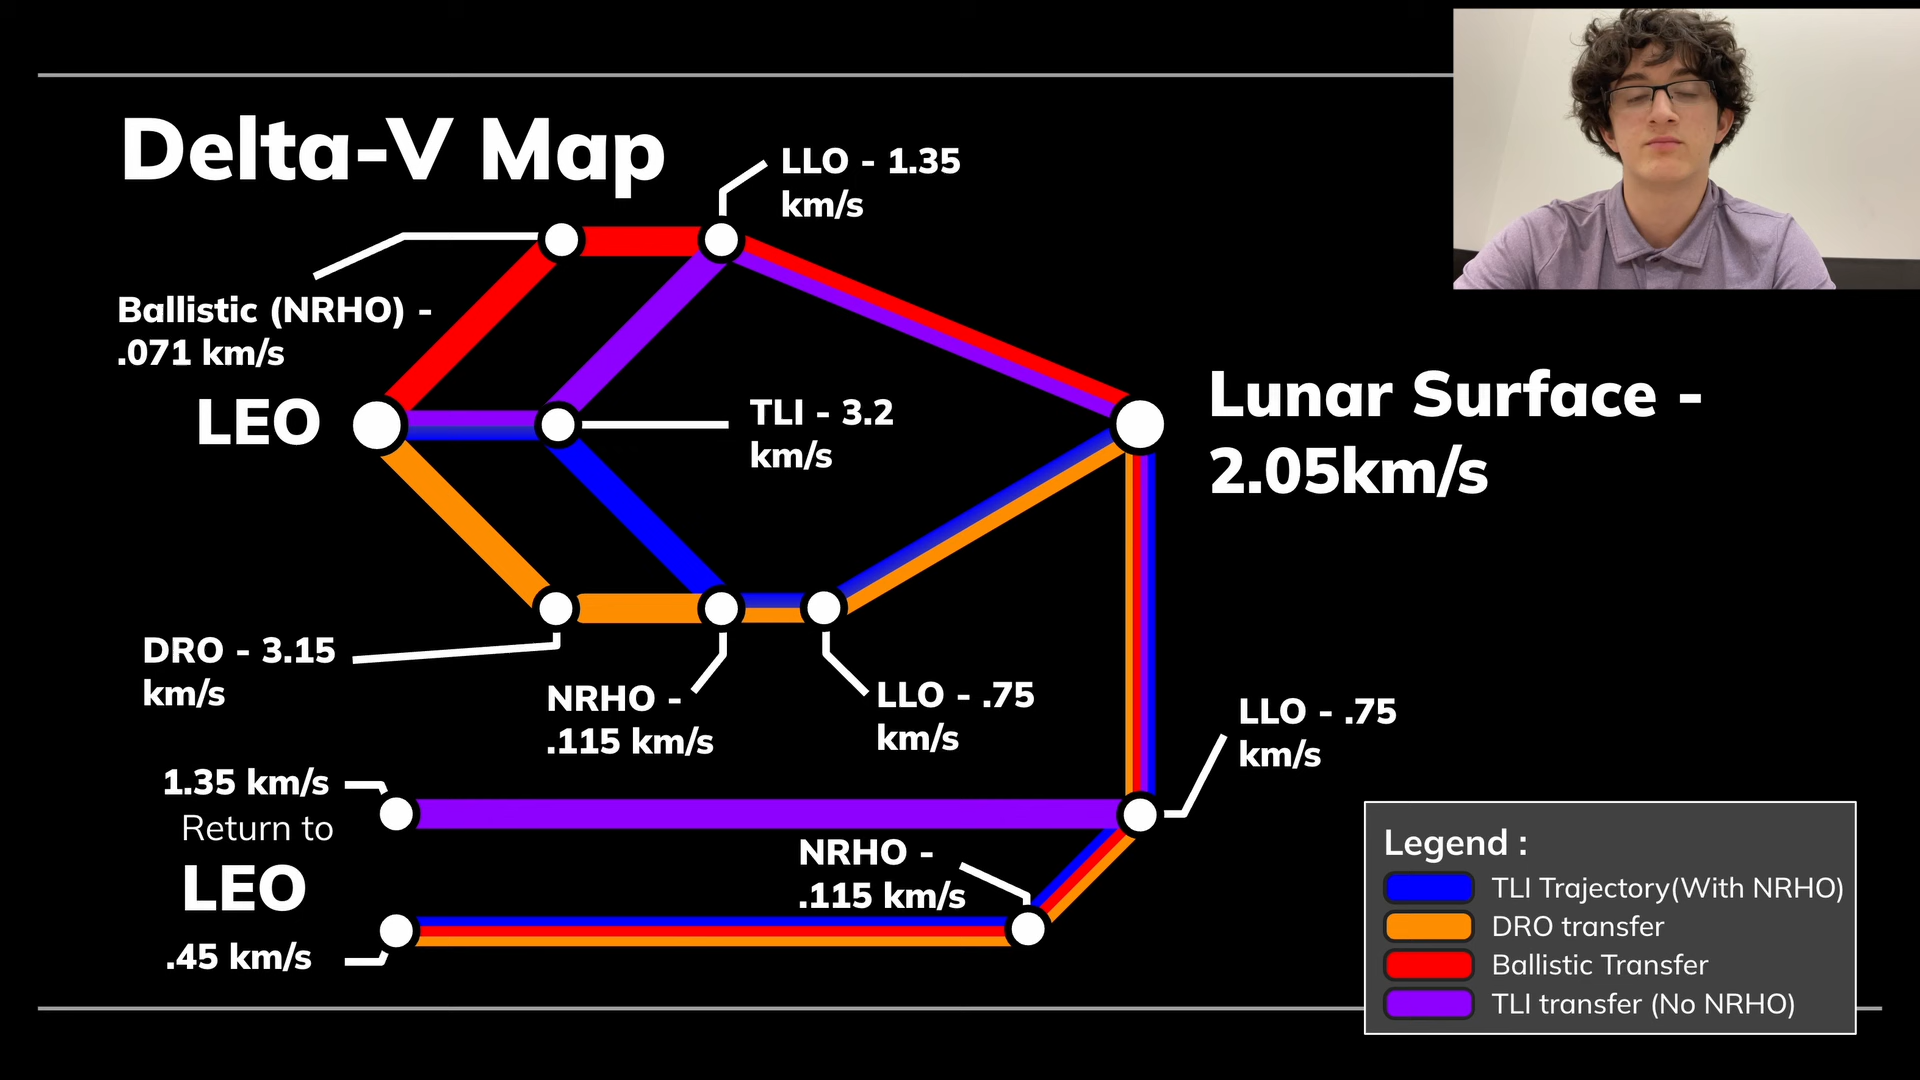 Delta-V Map
LLO - 1.35
km/s
Ballistic (NRHO) -
.071 km/s
LEO
TLI - 3.2
km/s
Lunar Surface -
2.05km/s
DRO - 3.15
km/s
NRHO -
.115 km/s
LLO - .75
km/s
LLO - .75
km/s
1.35 km/s
Return to
LEO
.45 km/s
NRHO -
.115 km/s
Legend :
TLI Trajectory(With NRHO)
DRO transfer
Ballistic Transfer
TLI transfer (No NRHO)